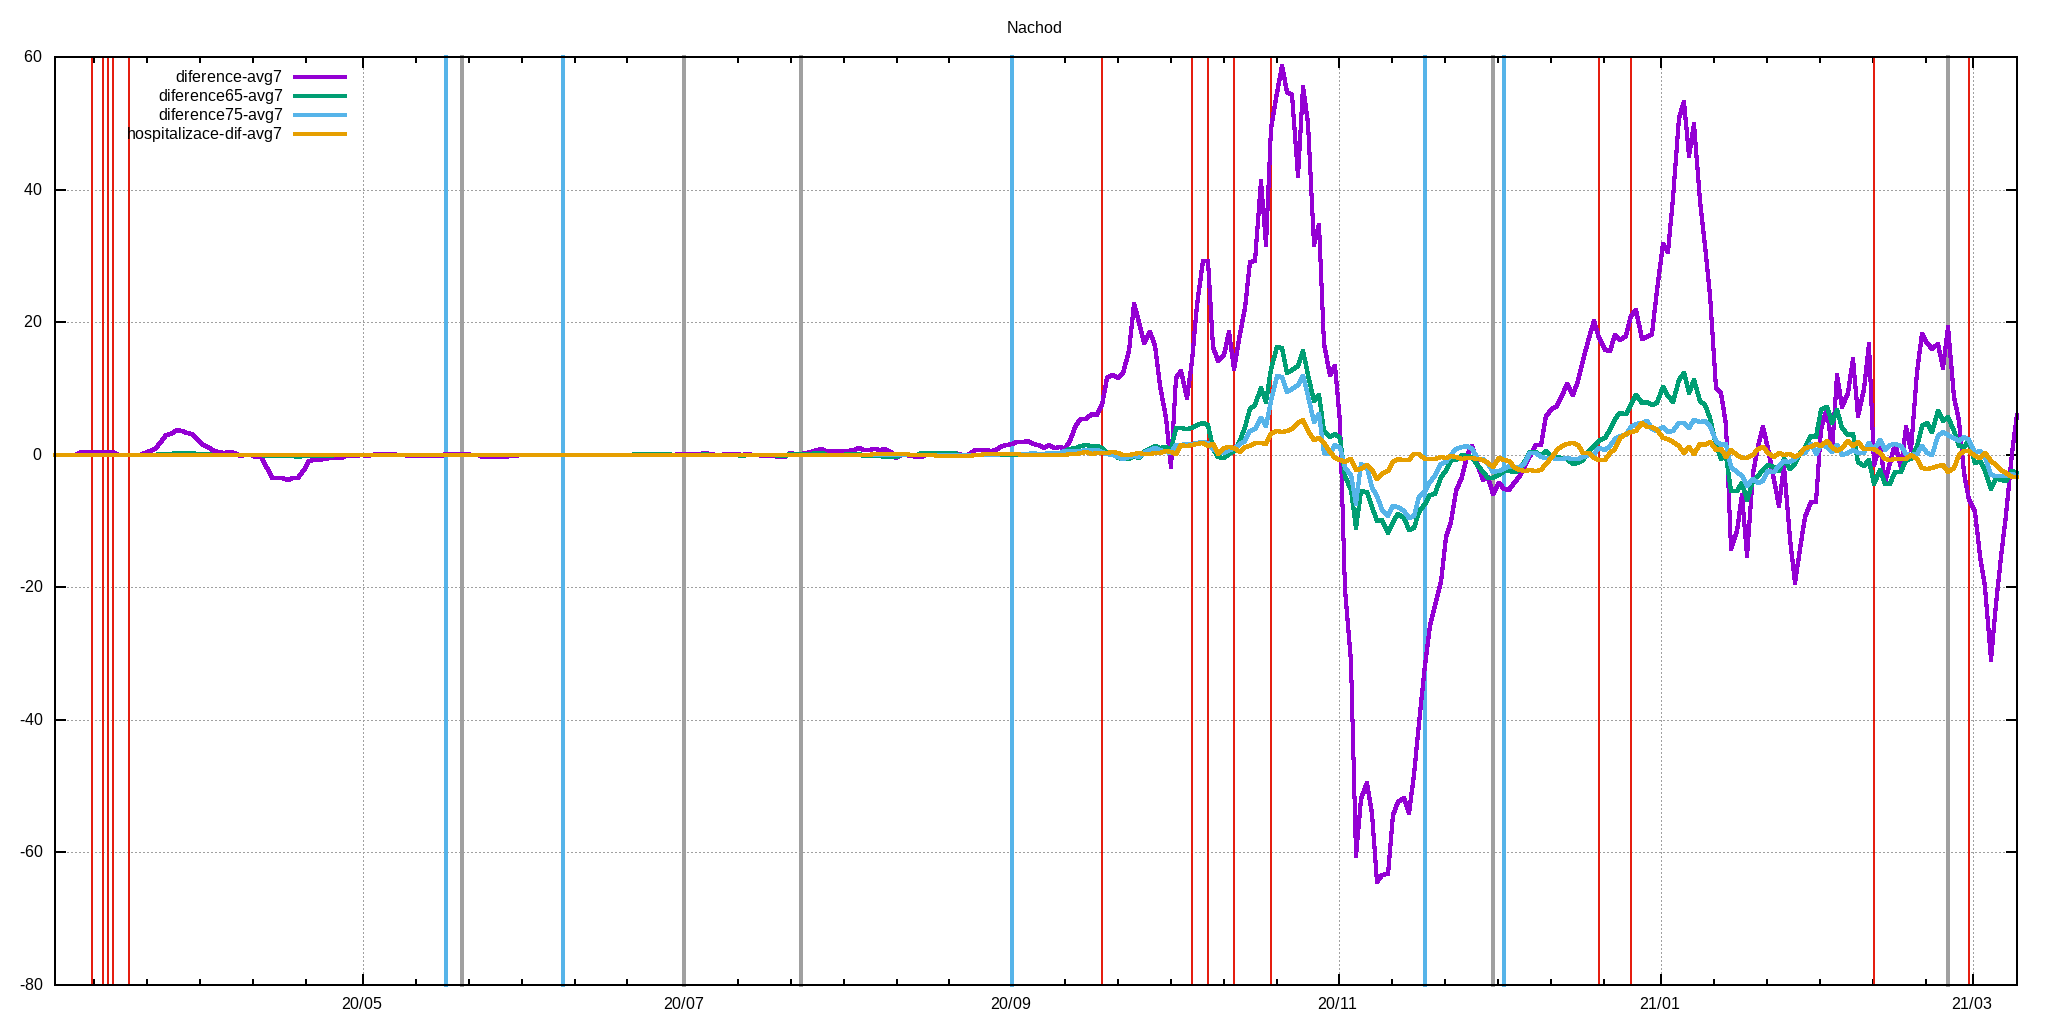 Nachod
60
40
20
0
-20
-40
-60
-80
diference-avg7
diference65-avg7
diference75-avg7
hospitalizace-dif-avg7
20/05 20/07 20/09 20/11 21/01 21/03